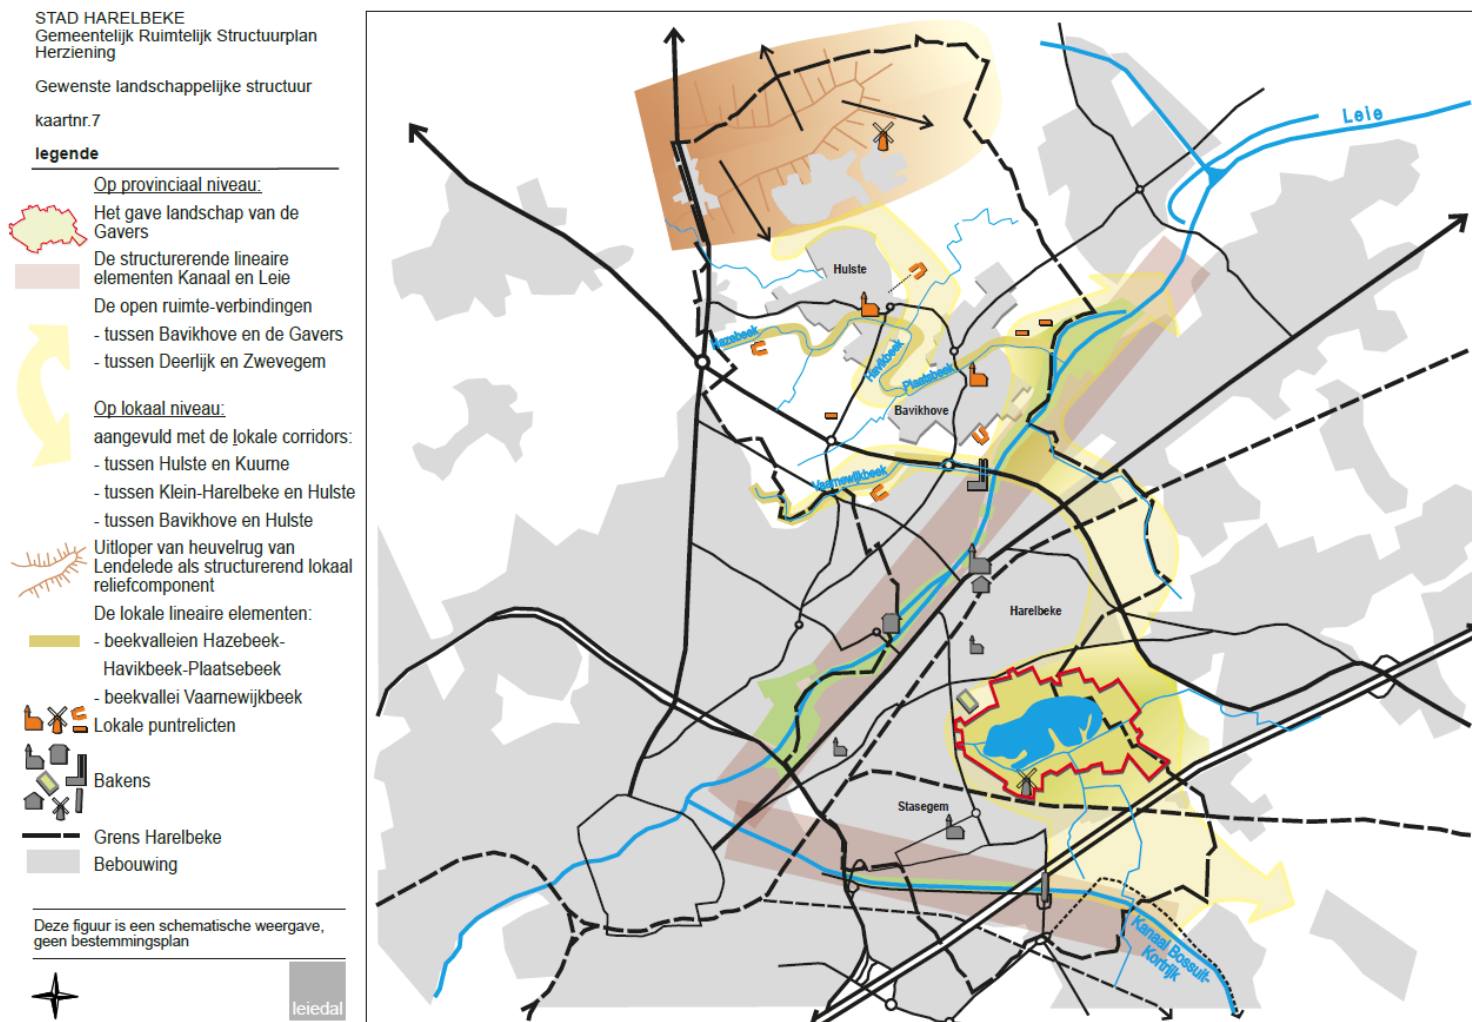 STAD HARELBEKE
Gemeentelijk Ruimtelijk Structuurplan
Herziening
Gewenste landschappelijke structuur
kaartnr.7
legende
Op provinciaal niveau:
Het gave landschap van de
Gavers
De structurerende lineaire
elementen Kanaal en Leie
De open ruimte-verbindingen
- tussen Bavikhove en de Gavers
- tussen Deerlijk en Zwevegem
Op lokaal niveau:
aangevuld met de lokale corridors:
- tussen Hulste en Kuurne
- tussen Klein-Harelbeke en Hulste
- tussen Bavikhove en Hulste
Uitloper van heuvelrug van
Lendelede als structurerend lokaal
reliefcomponent
De lokale lineaire elementen:
- beekvalleien Hazebeek-
Havikbeek-Plaatsebeek
- beekvallei Vaarnewijkbeek
Lokale puntrelicten
Bakens
Grens Harelbeke
Bebouwing
Deze figuur is een schematische weergave,
geen bestemmingsplan
leiedal
Leie
Hulste
Hazebeek
Havikbeek
Plaatsbeek
Bavikhove
Vaarnewijkbeek
Harelbeke
Stasegem
Kanaal Bossuit-
Kortrijk